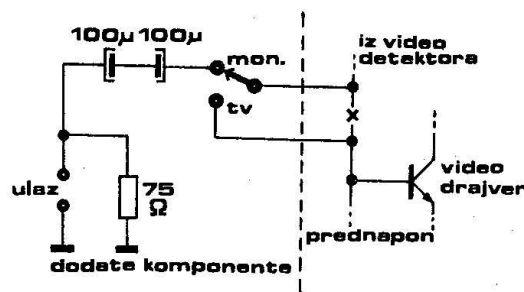 100µ 100µ
mon.
tv
iz video
detektora
ulaz
75
Ω
video
drajver
prednapon
dodate komponente